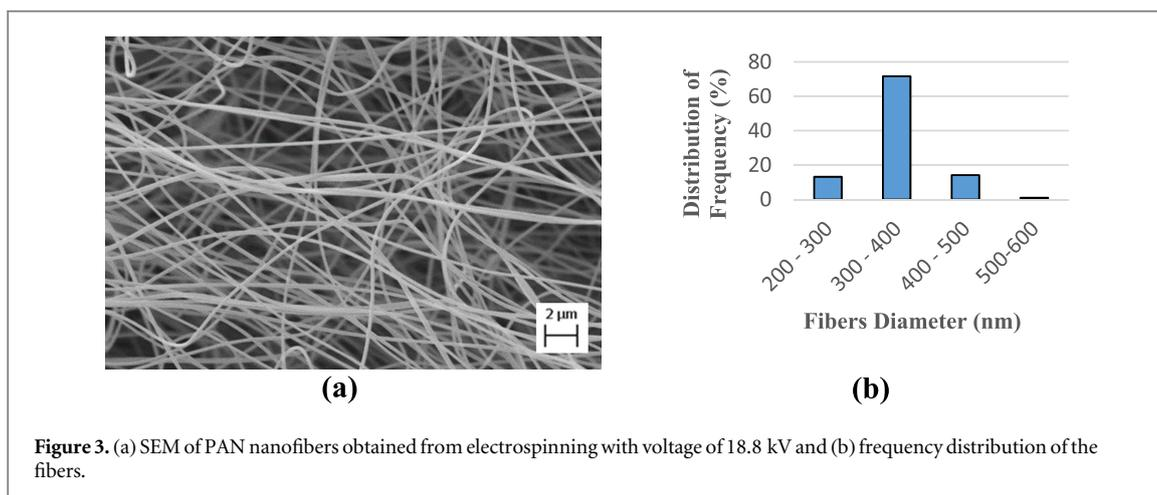 2 μm
(a)
Distribution of
Frequency (%)
80
60
40
20
0
200 - 300
300 - 400
400 - 500
500-600
Fibers Diameter (nm)
(b)
Figure 3. (a) SEM of PAN nanofibers obtained from electrospinning with voltage of 18.8 kV and (b) frequency distribution of the
fibers.